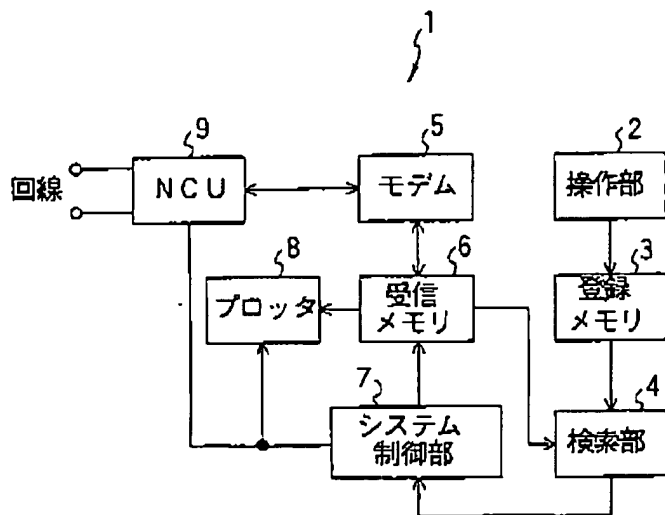 1
9
5
2
回線
NCU
モデム
操作部
8
6
3
プロッタ
受信
メモリ
登録
メモリ
7
4
システム
制御部
検索部